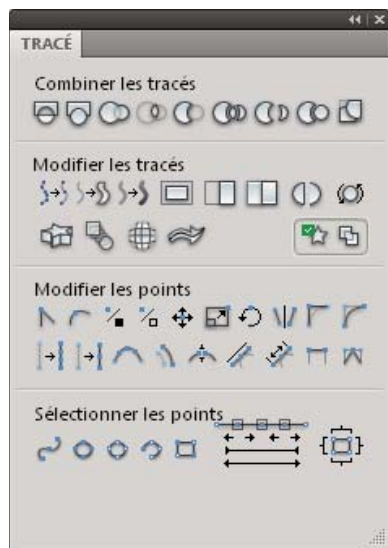 TRACÉ
Combiner les tracés
Modifier les tracés
Modifier les points
Sélectionner les points